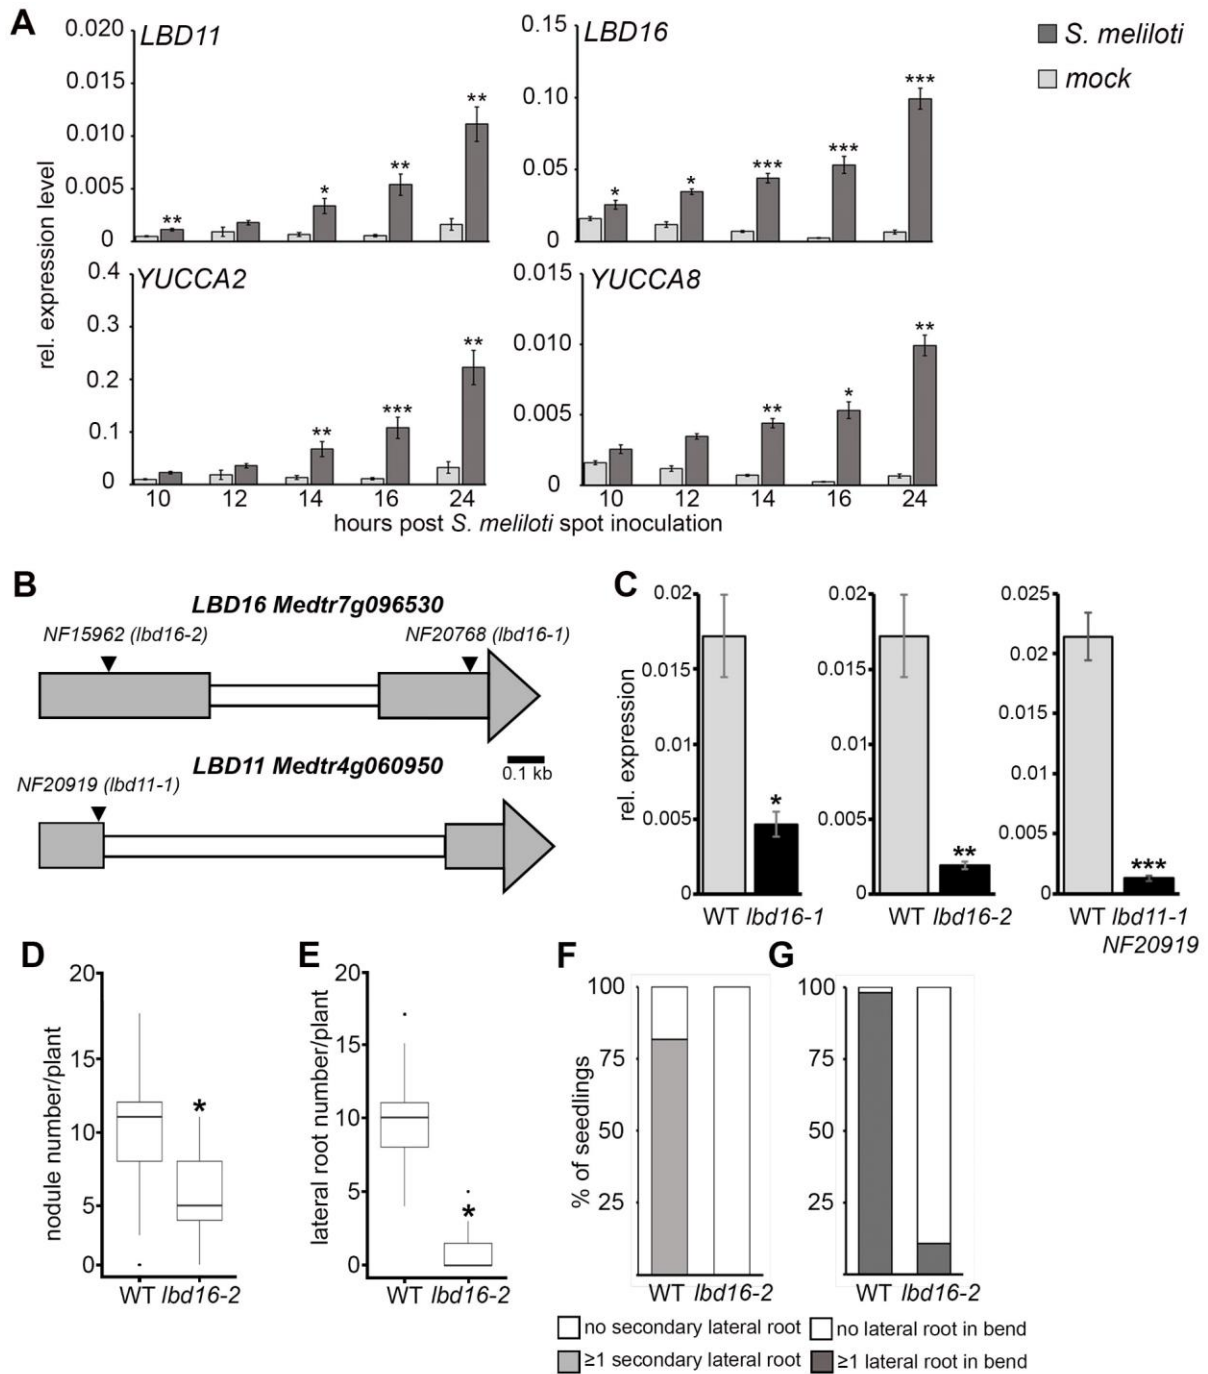 A
LBD11
0.020
0.015
0.010
0.005
0
**
*
**
**
LBD16
0.15
0.10
0.05
0
*
*
***
***
***
S. meliloti
mock
rel. expression level
YUCCA2
0.4
0.3
0.2
0.1
0
**
***
**
10 12 14 16 24
YUCCA8
0.015
0.010
0.005
0
**
*
**
10 12 14 16 24
hours post S. meliloti spot inoculation
B
LBD16 Medtr7g096530
NF15962 (lbd16-2)
NF20768 (lbd16-1)
LBD11 Medtr4g060950
0.1 kb
NF20919 (lbd11-1)
C
rel. expression
0.02
0.015
0.01
0.005
0
*
WT lbd16-1
0.02
0.015
0.01
0.005
0
**
WT lbd16-2
0.025
0.02
0.015
0.01
0.005
0
***
WT lbd11-1
NF20919
D
nodule number/plant
20
15
10
5
0
*
WT lbd16-2
E
lateral root number/plant
20
15
10
5
0
*
WT lbd16-2
F
% of seedlings
100
75
50
25
WT lbd16-2
no secondary lateral root
≥1 secondary lateral root
G
100
75
50
25
WT lbd16-2
no lateral root in bend
≥1 lateral root in bend